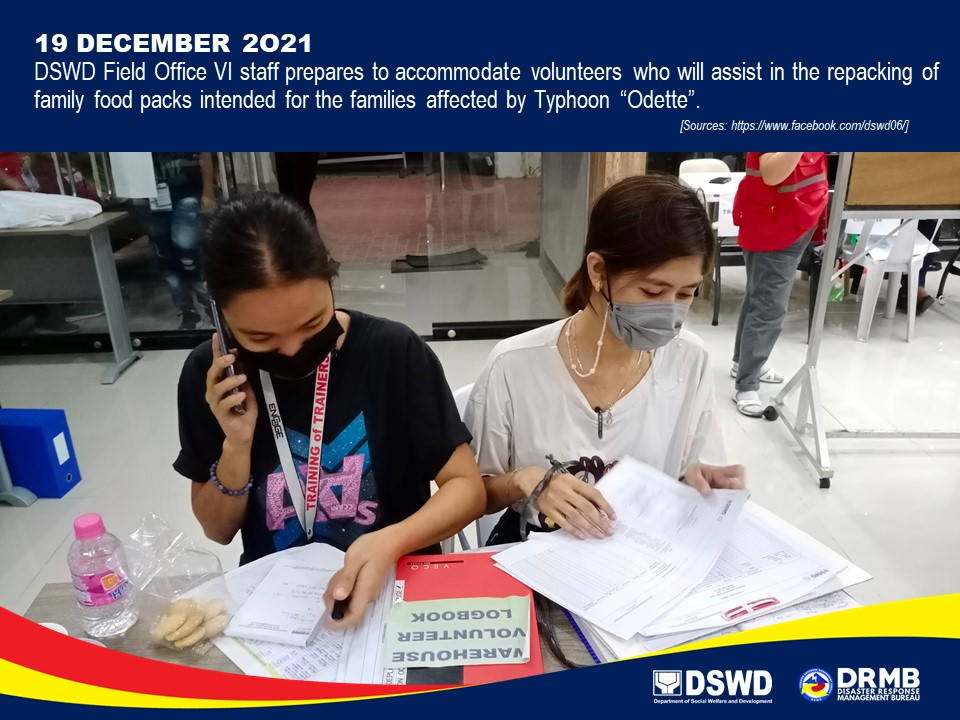 19 DECEMBER 2021
DSWD Field Office VI staff prepares to accommodate volunteers who will assist in the repacking of
family food packs intended for the families affected by Typhoon “Odette”.
[Sources: https://www.facebook.com/dswd06/]
ENGGE
TRAINING of TRAINERS
VECO
WAREHOUSE
VOLUNTEER
LOGBOOK
DSWD
Department of Social Welfare and Development
DRMB
DISASTER RESPONSE
MANAGEMENT BUREAU